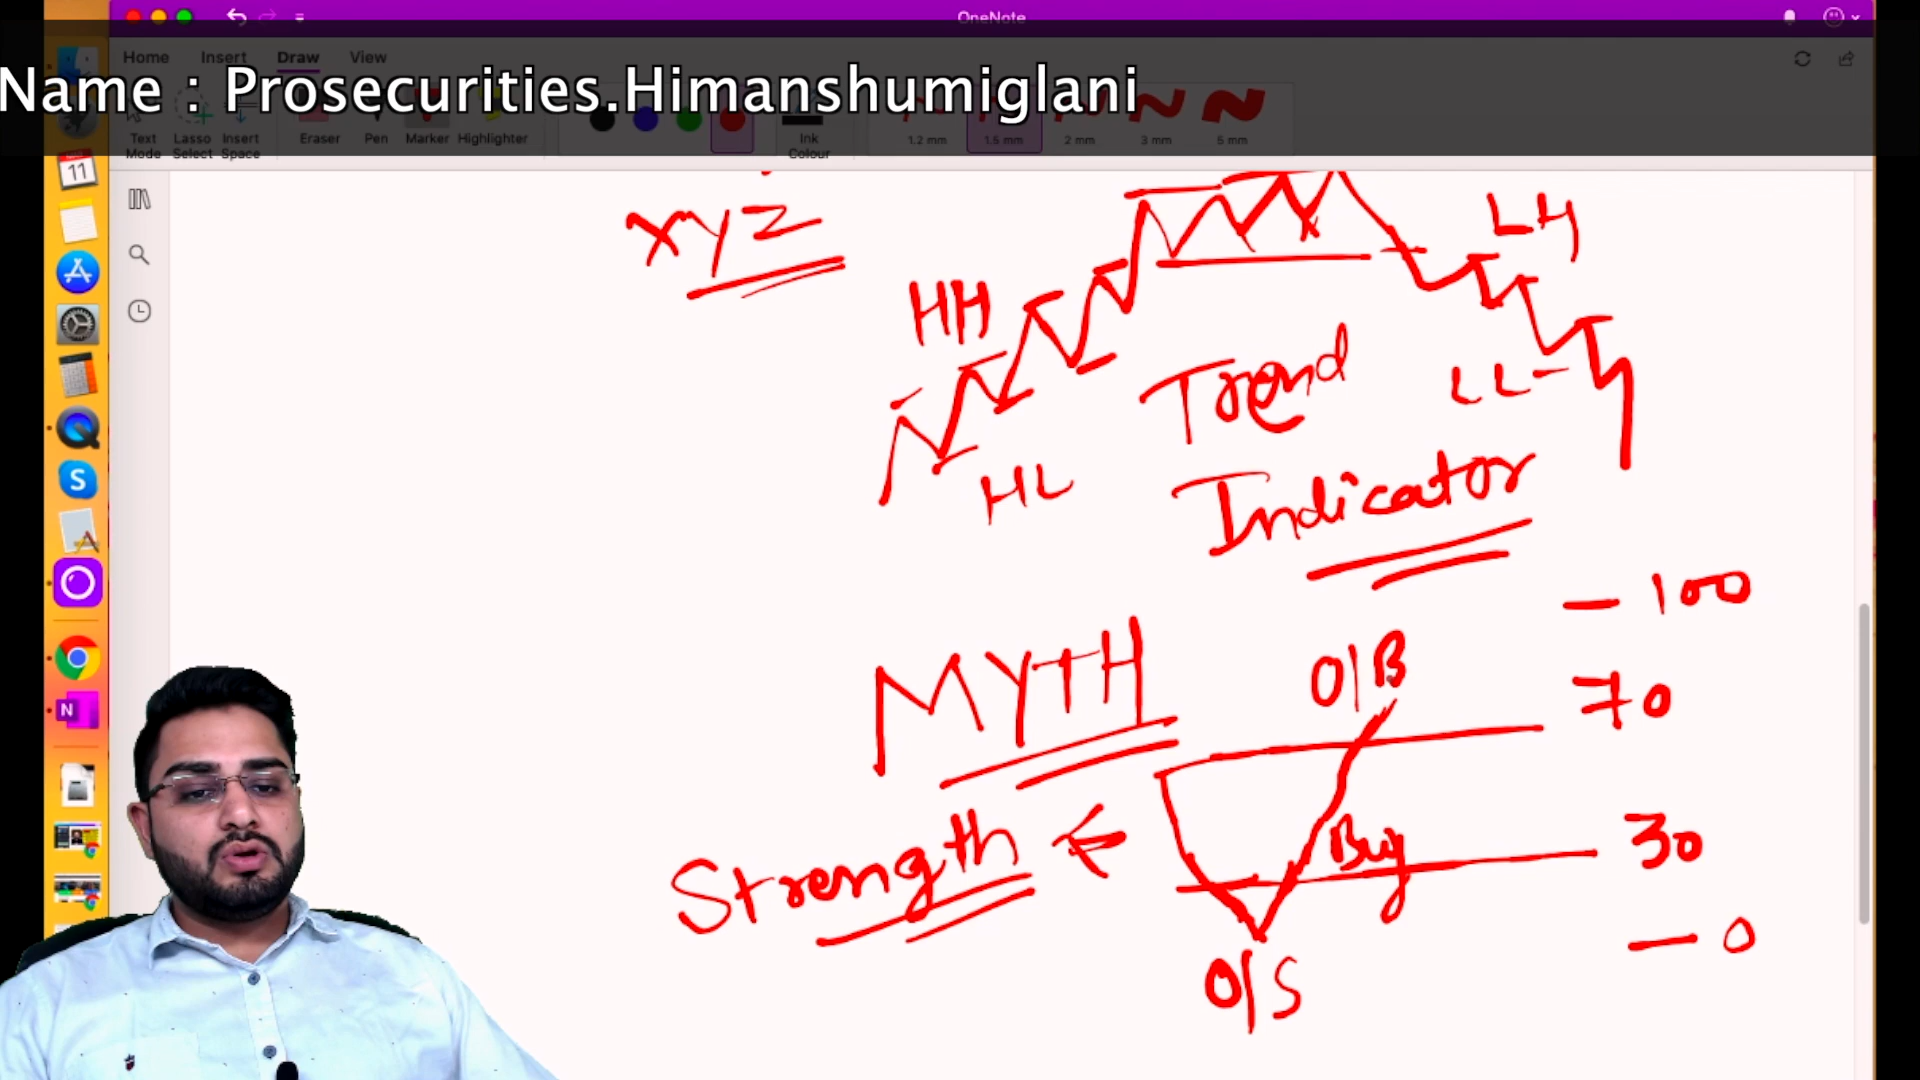 OneNote
Home Insert Draw View
Name : Prosecurities.Himanshumiglani
Text Mode
Lasso Select
Insert Space
Eraser
Pen
Marker
Highlighter
Ink Colour
1.2 mm
1.5 mm
2 mm
3 mm
5 mm
11
xyz
LH
HH
Trend
LL
HL
Indicator
100
MYTH
O/B
70
Strength
Buy
30
0
O/S